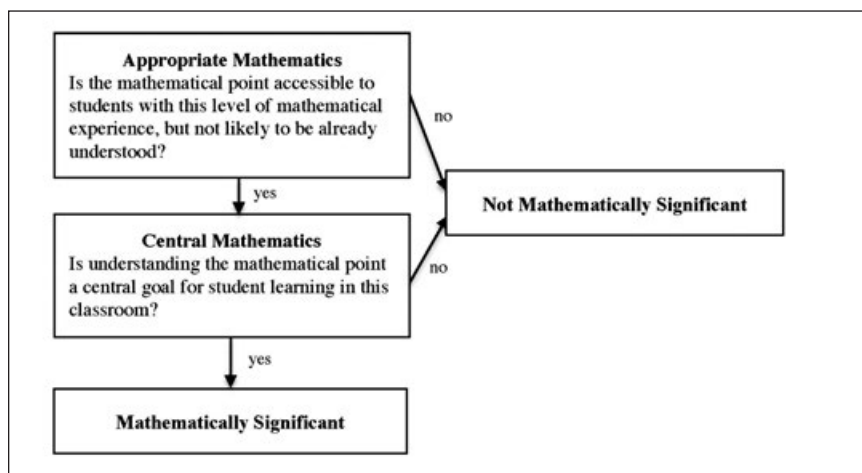 Appropriate Mathematics
Is the mathematical point accessible to
students with this level of mathematical
experience, but not likely to be already
understood?
no
yes
Not Mathematically Significant
Central Mathematics
Is understanding the mathematical point
a central goal for student learning in this
classroom?
no
yes
Mathematically Significant